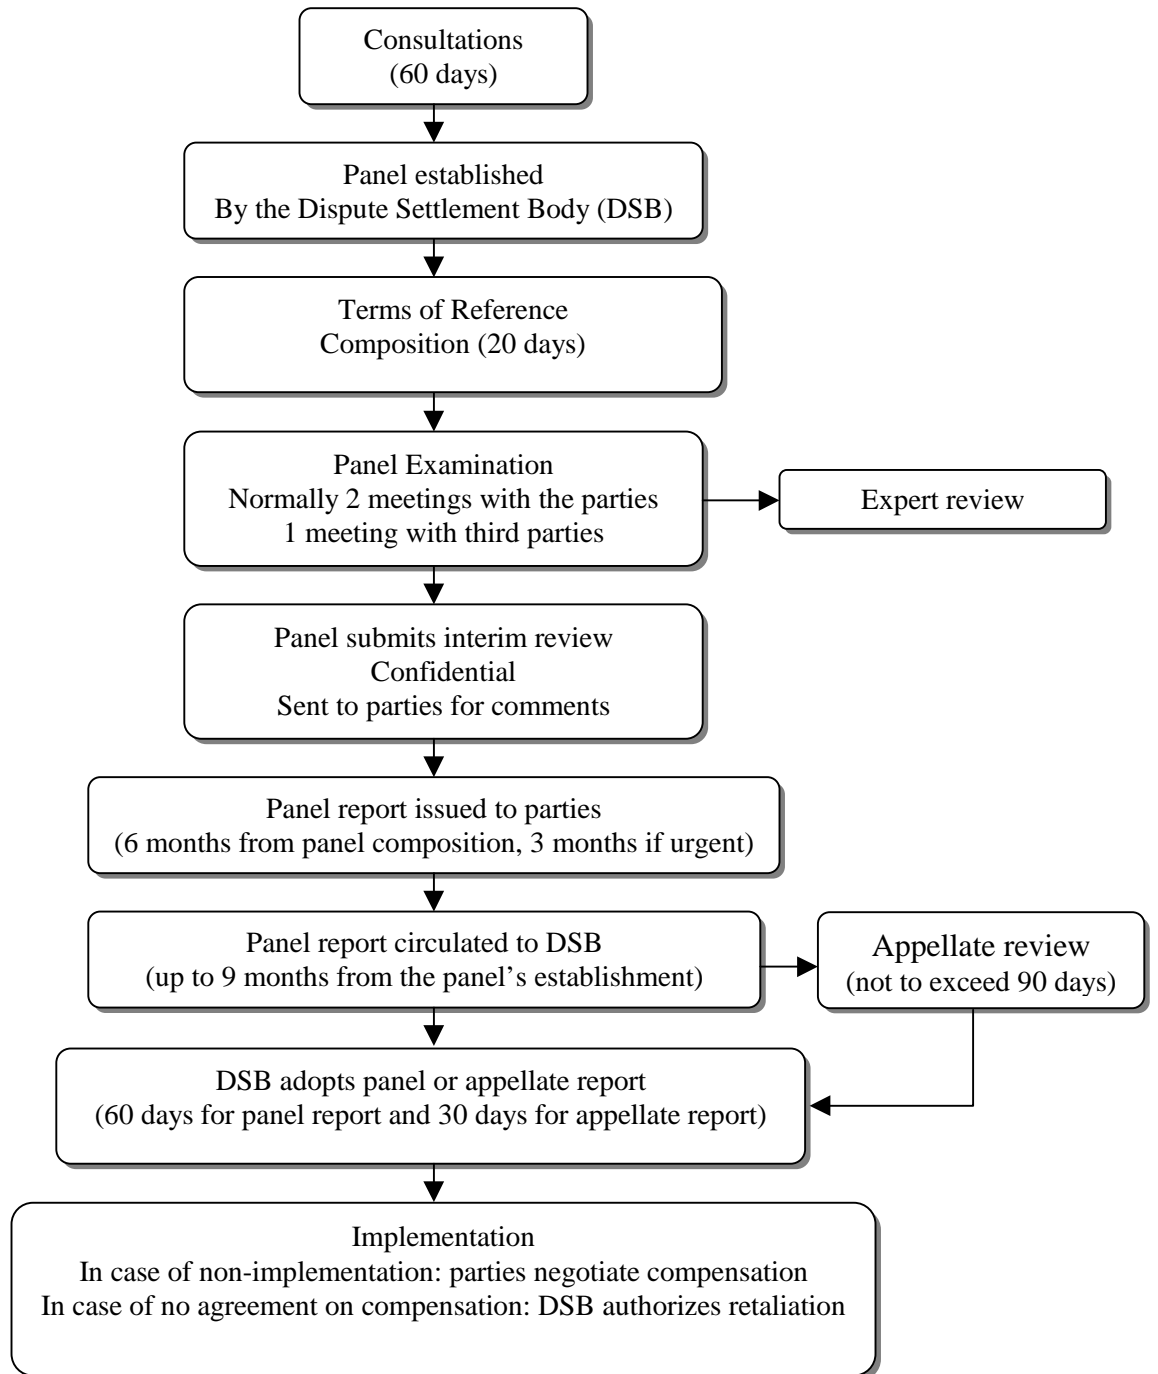 Consultations
(60 days)
Panel established
By the Dispute Settlement Body (DSB)
Terms of Reference
Composition (20 days)
Panel Examination
Normally 2 meetings with the parties
1 meeting with third parties
Expert review
Panel submits interim review
Confidential
Sent to parties for comments
Panel report issued to parties
(6 months from panel composition, 3 months if urgent)
Panel report circulated to DSB
(up to 9 months from the panel’s establishment)
Appellate review
(not to exceed 90 days)
DSB adopts panel or appellate report
(60 days for panel report and 30 days for appellate report)
Implementation
In case of non-implementation: parties negotiate compensation
In case of no agreement on compensation: DSB authorizes retaliation